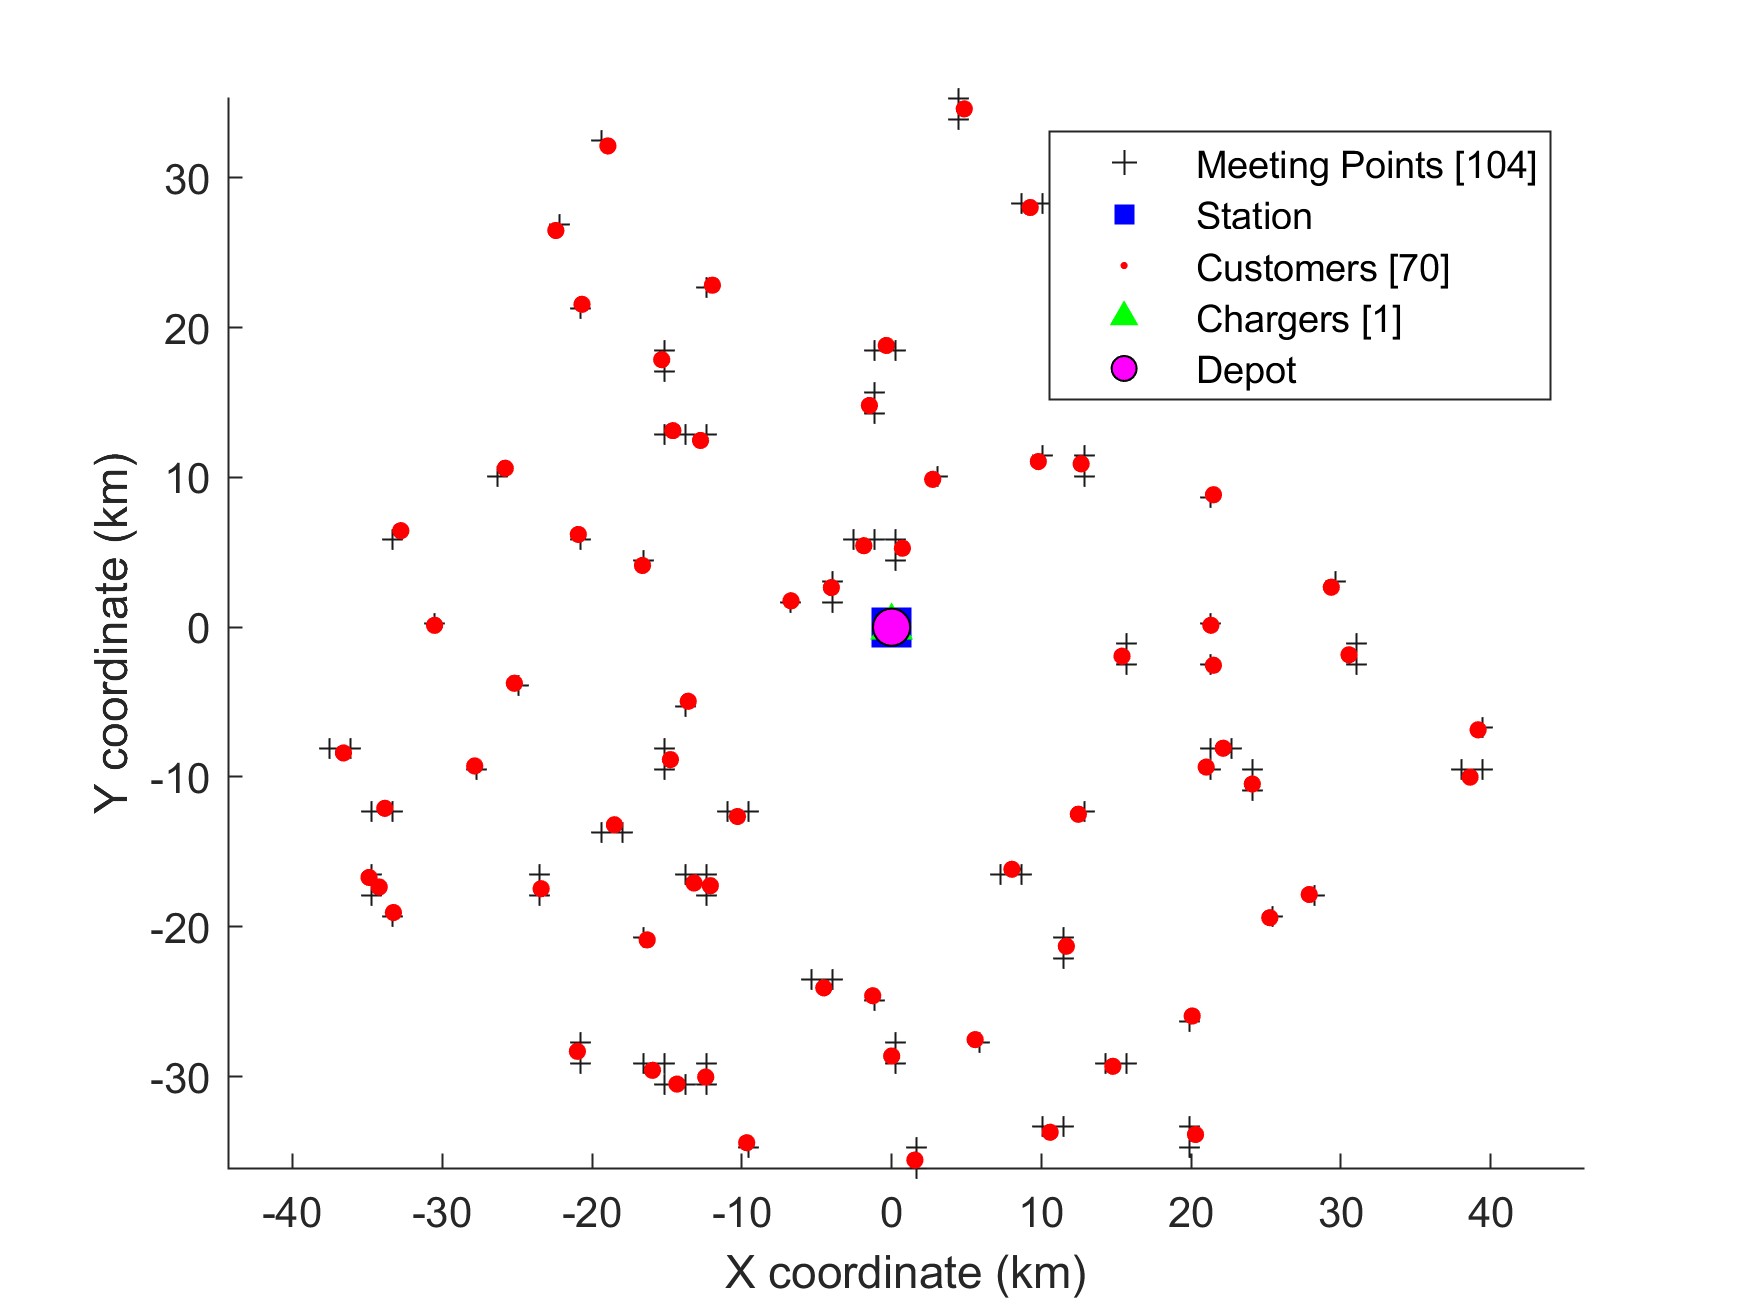 Meeting Points [104]
Station
Customers [70]
Chargers [1]
Depot
30
20
10
0
-10
-20
-30
Y coordinate (km)
-40 -30 -20 -10 0 10 20 30 40
X coordinate (km)